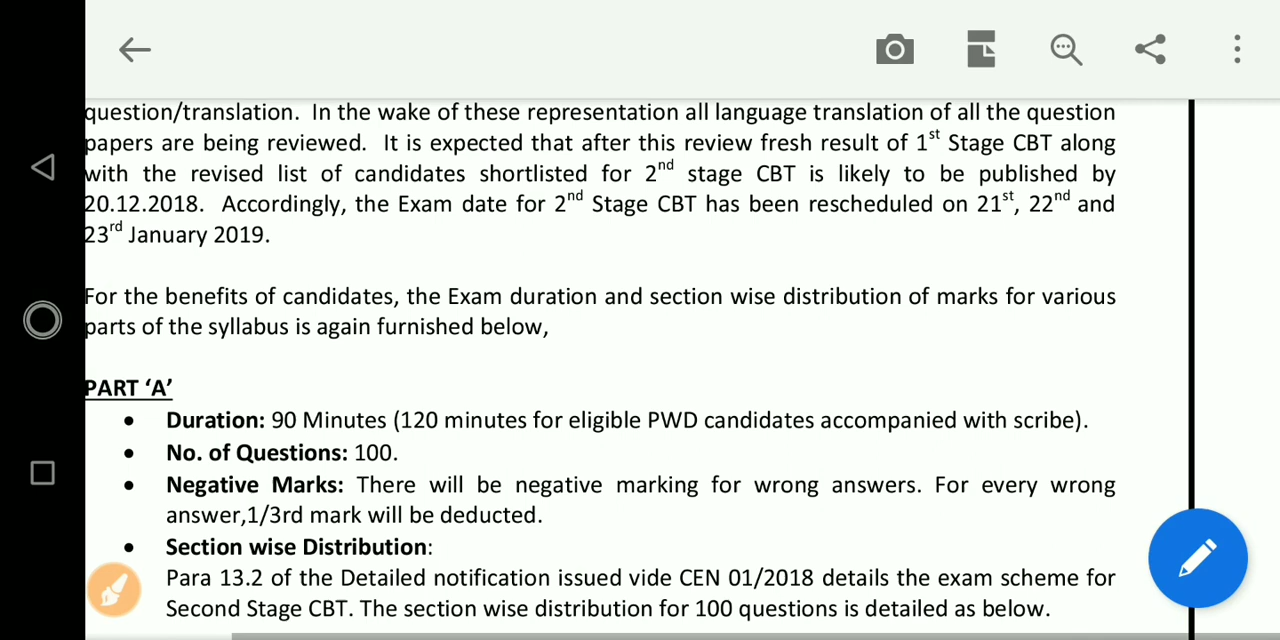 question/translation. In the wake of these representation all language translation of all the question
papers are being reviewed. It is expected that after this review fresh result of 1st Stage CBT along
with the revised list of candidates shortlisted for 2nd stage CBT is likely to be published by
20.12.2018. Accordingly, the Exam date for 2nd Stage CBT has been rescheduled on 21st, 22nd and
23rd January 2019.
For the benefits of candidates, the Exam duration and section wise distribution of marks for various
parts of the syllabus is again furnished below,
PART ‘A’
• Duration: 90 Minutes (120 minutes for eligible PWD candidates accompanied with scribe).
• No. of Questions: 100.
• Negative Marks: There will be negative marking for wrong answers. For every wrong
answer,1/3rd mark will be deducted.
• Section wise Distribution:
Para 13.2 of the Detailed notification issued vide CEN 01/2018 details the exam scheme for
Second Stage CBT. The section wise distribution for 100 questions is detailed as below.